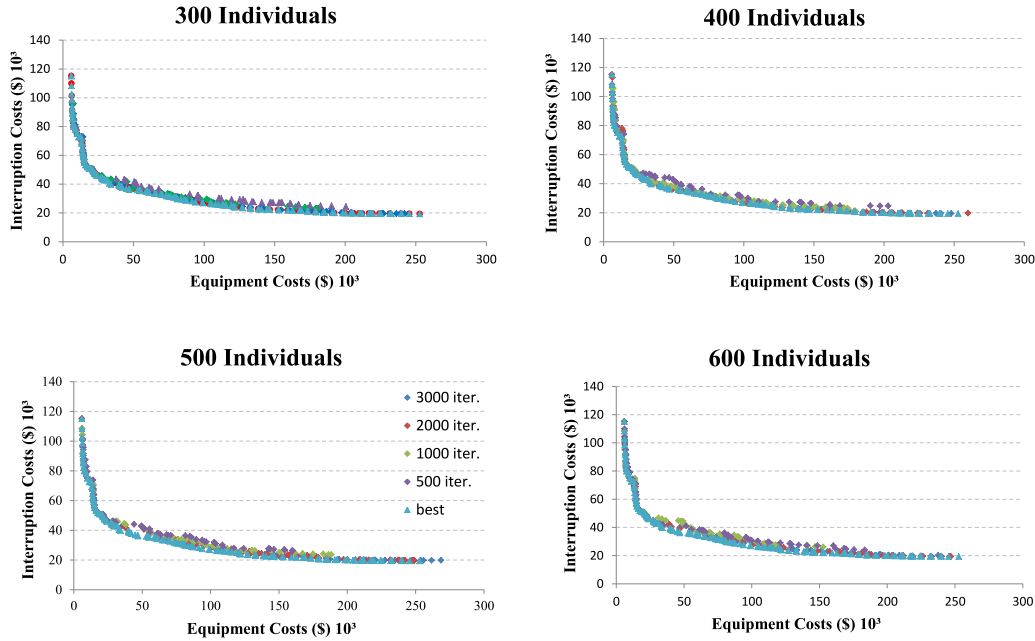 300 Individuals
Interruption Costs ($) 10³
140
120
100
80
60
40
20
0
0 50 100 150 200 250 300
Equipment Costs ($) 10³
400 Individuals
Interruption Costs ($) 10³
140
120
100
80
60
40
20
0
0 50 100 150 200 250 300
Equipment Costs ($) 10³
500 Individuals
Interruption Costs ($) 10³
140
120
100
80
60
40
20
0
0 50 100 150 200 250 300
Equipment Costs ($) 10³
3000 iter.
2000 iter.
1000 iter.
500 iter.
best
600 Individuals
Interruption Costs ($) 10³
140
120
100
80
60
40
20
0
0 50 100 150 200 250 300
Equipment Costs ($) 10³